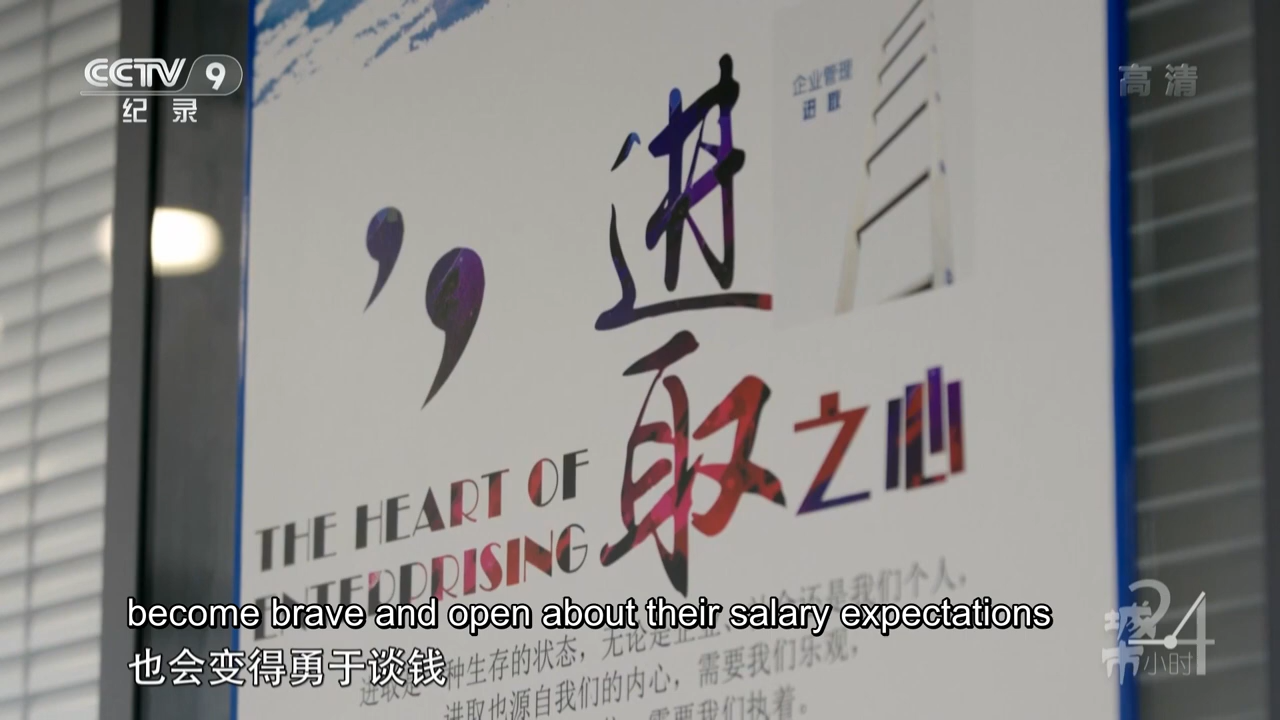 CCTV 9
纪录
高清
企业管理
进取
进
取之心
THE HEART OF
ENTERPRISING
还是我们个人，
种生存的状态，无论是企业、
进取也源自我们的内心，需要我们乐观，
需要我们执着。
become brave and open about their salary expectations
也会变得勇于谈钱
城市24小时